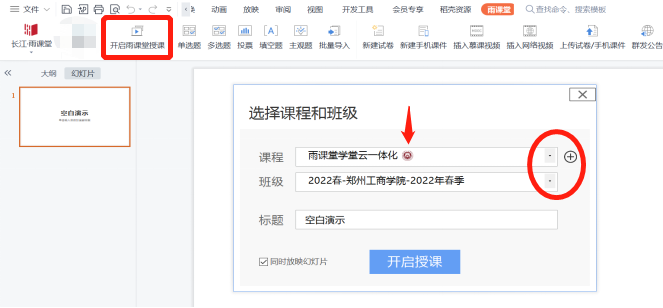 文件
动画 放映 审阅 视图 开发工具 会员专享 稻壳资源 雨课堂 查找命令、搜索模板
长江·雨课堂 开启雨课堂授课 单选题 多选题 投票 填空题 主观题 批量导入 新建试卷 新建手机课件 插入慕课视频 插入网络视频 上传试卷/手机课件 群发公告
大纲 幻灯片
1
空白演示
选择课程和班级
课程 雨课堂学堂云一体化
班级 2022春-郑州工商学院-2022年春季
标题 空白演示
同时放映幻灯片 开启授课